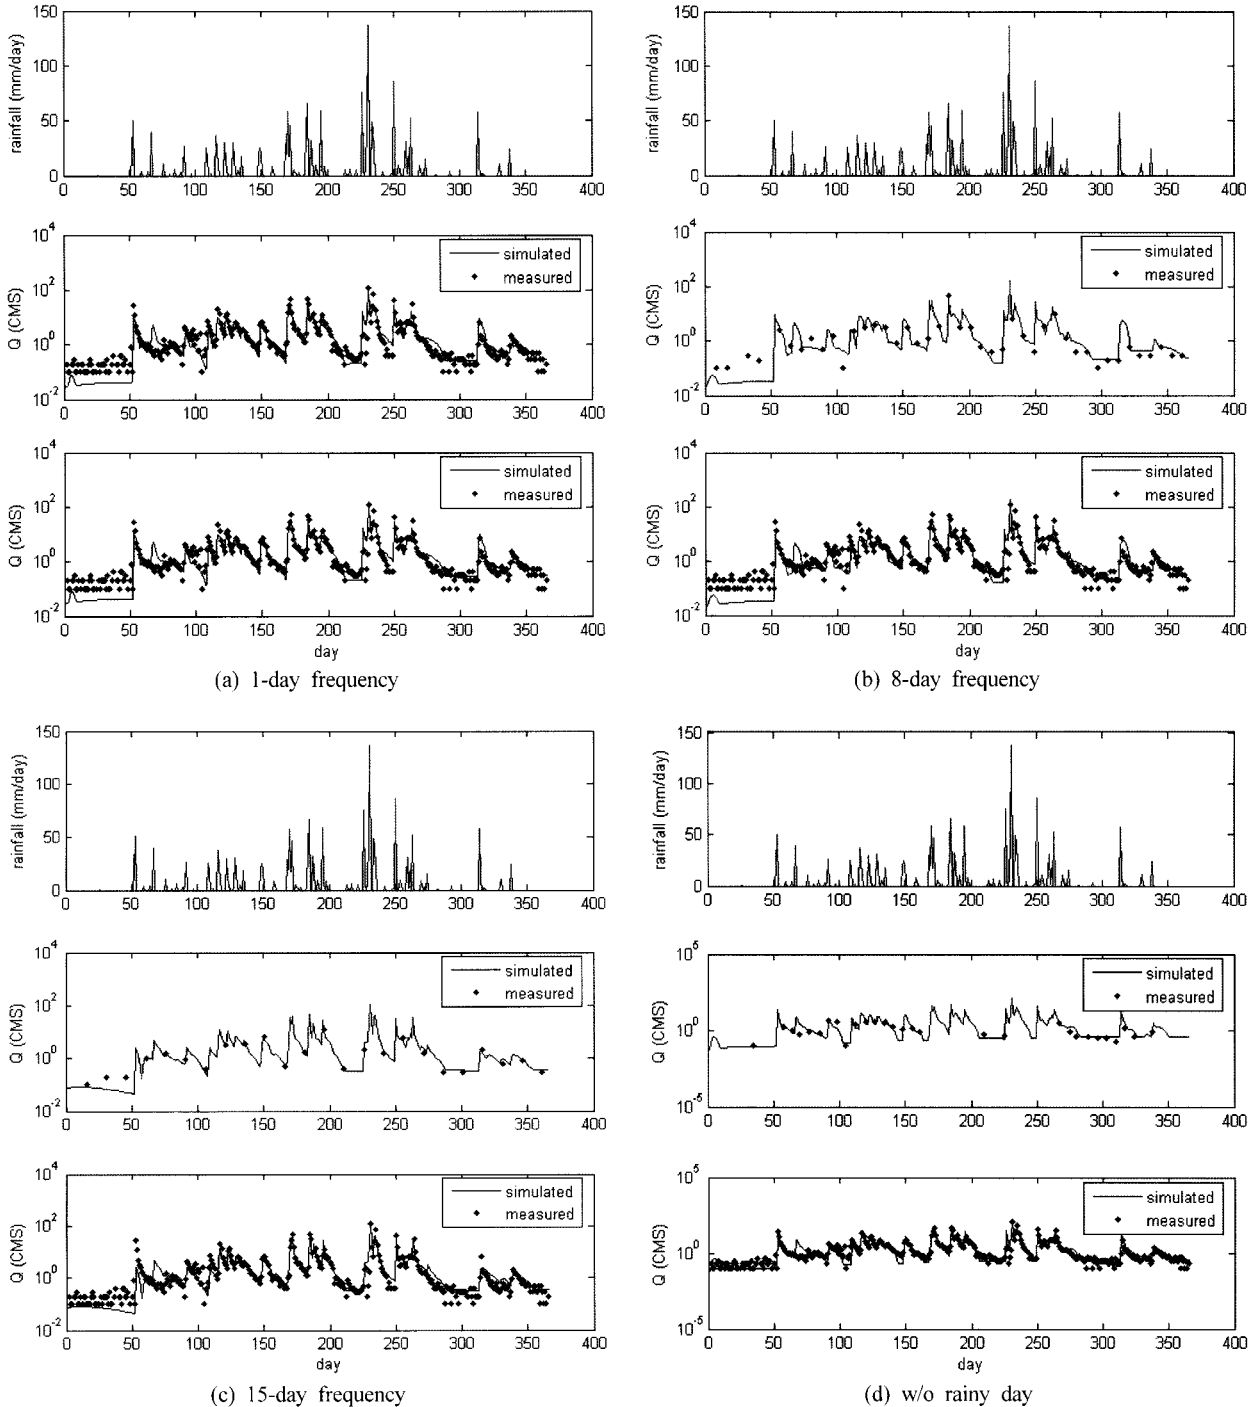 150
100
50
0
rainfall (mm/day)
0 50 100 150 200 250 300 350 400
10^4
10^2
10^0
10^-2
Q (CMS)
simulated
measured
0 50 100 150 200 250 300 350 400
10^4
10^2
10^0
10^-2
Q (CMS)
simulated
measured
0 50 100 150 200 250 300 350 400
day
(a) 1-day frequency
150
100
50
0
rainfall (mm/day)
0 50 100 150 200 250 300 350 400
10^4
10^2
10^0
10^-2
Q (CMS)
simulated
measured
0 50 100 150 200 250 300 350 400
10^4
10^2
10^0
10^-2
Q (CMS)
simulated
measured
0 50 100 150 200 250 300 350 400
day
(b) 8-day frequency
150
100
50
0
rainfall (mm/day)
0 50 100 150 200 250 300 350 400
10^4
10^2
10^0
10^-2
Q (CMS)
simulated
measured
0 50 100 150 200 250 300 350 400
10^4
10^2
10^0
10^-2
Q (CMS)
simulated
measured
0 50 100 150 200 250 300 350 400
day
(c) 15-day frequency
150
100
50
0
rainfall (mm/day)
0 50 100 150 200 250 300 350 400
10^5
10^0
10^-5
Q (CMS)
simulated
measured
0 50 100 150 200 250 300 350 400
10^5
10^0
10^-5
Q (CMS)
simulated
measured
0 50 100 150 200 250 300 350 400
day
(d) w/o rainy day